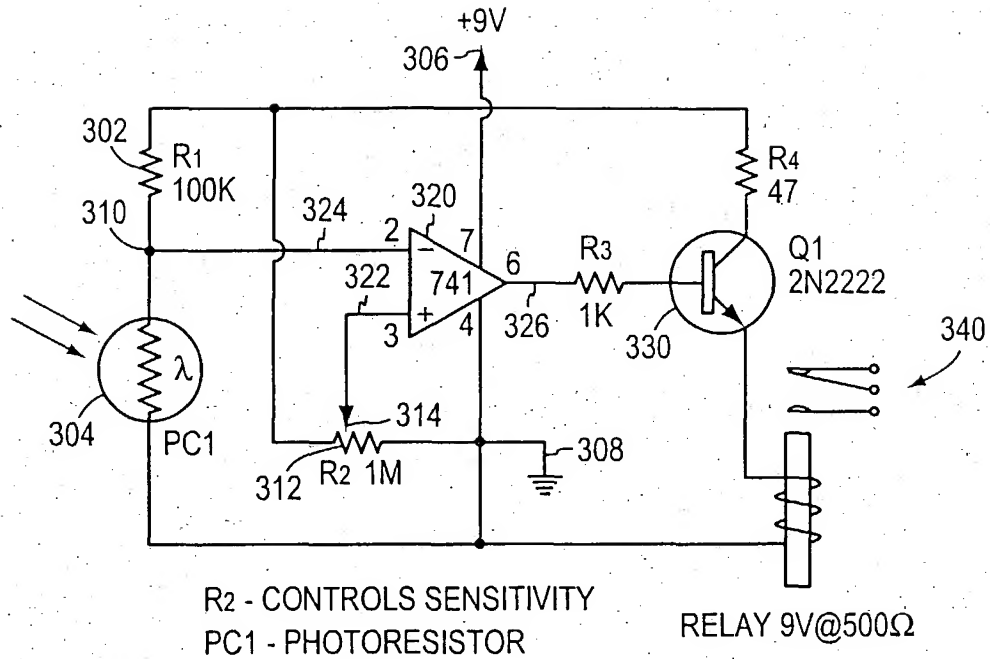 +9V
306
302
R1
100K
R4
47
310
324
320
2
−
7
6
322
741
+
3
4
R3
1K
326
Q1
2N2222
330
340
λ
304
PC1
314
312
R2 1M
308
R2 - CONTROLS SENSITIVITY
PC1 - PHOTORESISTOR
RELAY 9V@500Ω